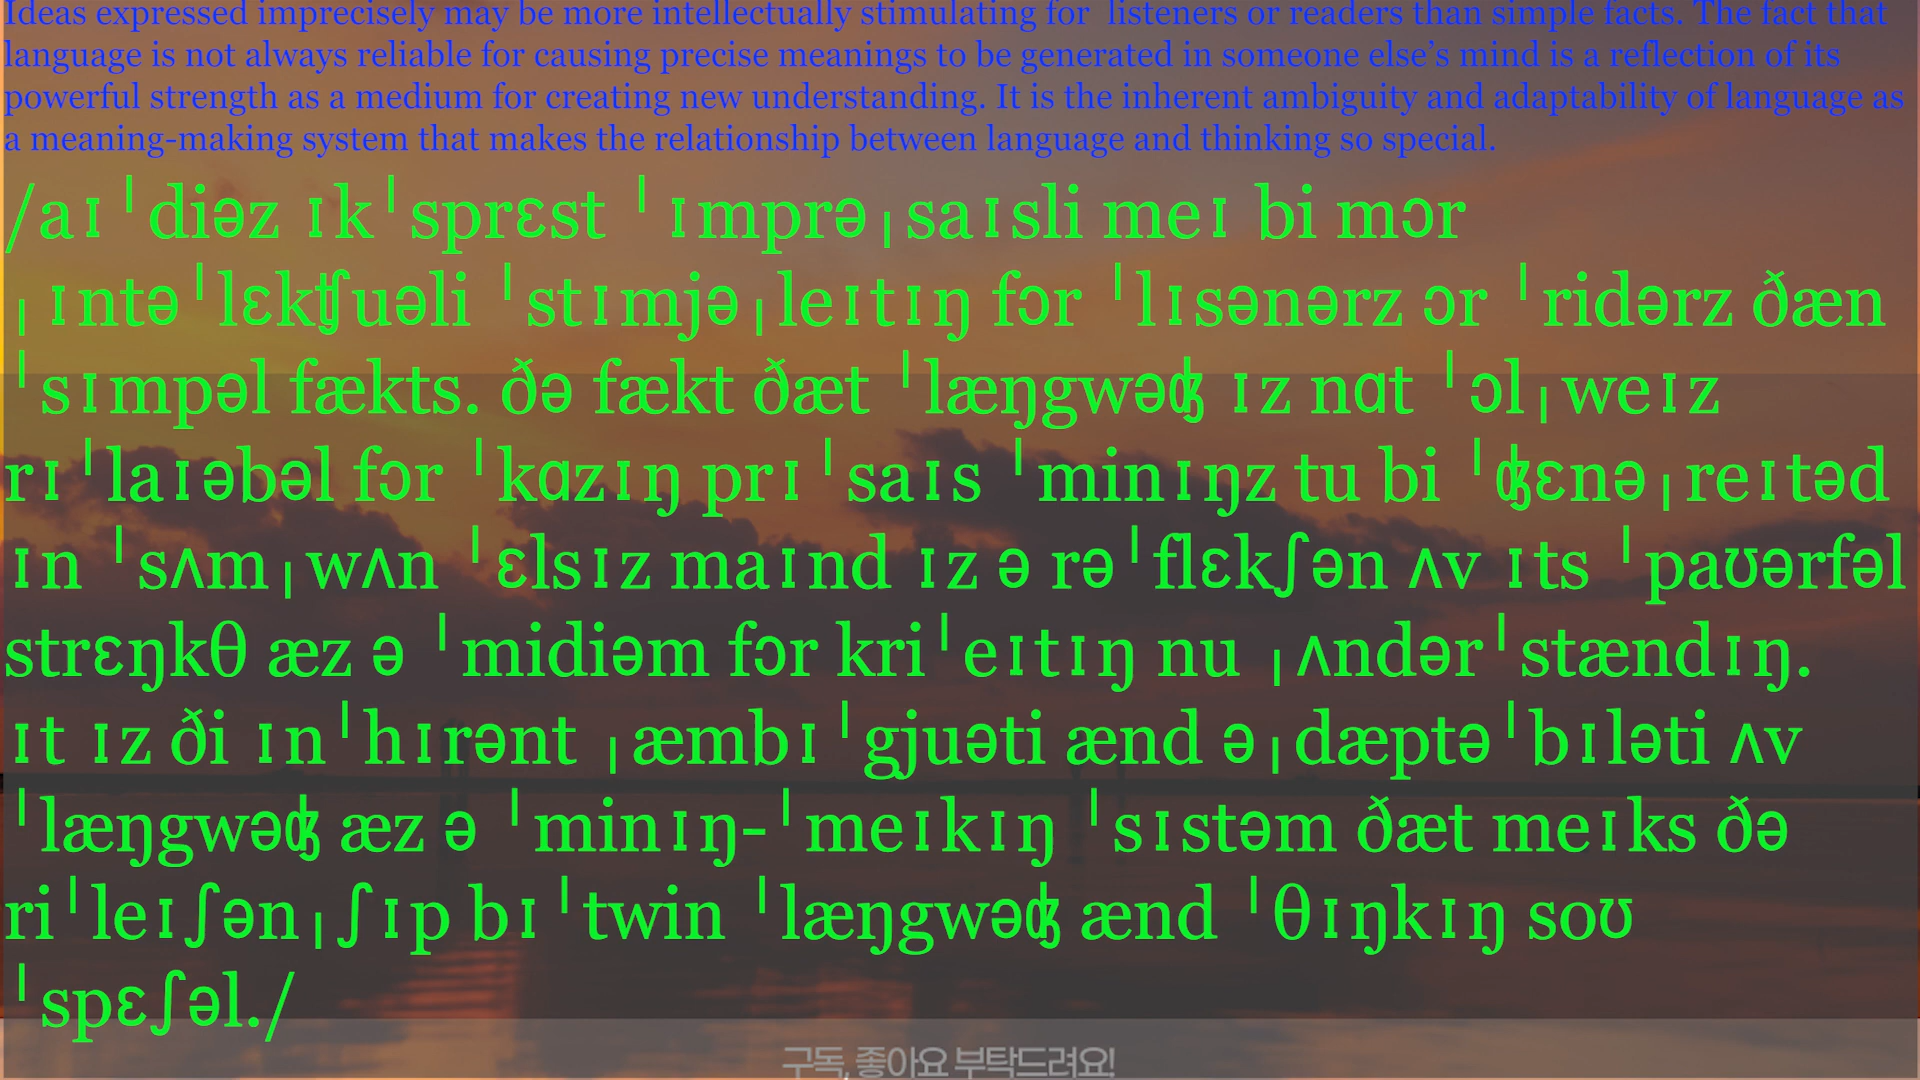 Ideas expressed imprecisely may be more intellectually stimulating for  listeners or readers than simple facts. The fact that
language is not always reliable for causing precise meanings to be generated in someone else’s mind is a reflection of its
powerful strength as a medium for creating new understanding. It is the inherent ambiguity and adaptability of language as
a meaning-making system that makes the relationship between language and thinking so special.
/aɪˈdiəz ɪkˈsprɛst ˈɪmprəˌsaɪsli meɪ bi mɔr
ˌɪntəˈlɛkʧuəli ˈstɪmjəˌleɪtɪŋ fɔr ˈlɪsənərz ɔr ˈridərz ðæn
ˈsɪmpəl fækts. ðə fækt ðæt ˈlæŋgwəʤ ɪz nɑt ˈɔlˌweɪz
rɪˈlaɪəbəl fɔr ˈkɑzɪŋ prɪˈsaɪs ˈminɪŋz tu bi ˈʤɛnəˌreɪtəd
ɪn ˈsʌmˌwʌn ˈɛlsɪz maɪnd ɪz ə rəˈflɛkʃən ʌv ɪts ˈpaʊərfəl
strɛŋkθ æz ə ˈmidiəm fɔr kriˈeɪtɪŋ nu ˌʌndərˈstændɪŋ.
ɪt ɪz ði ɪnˈhɪrənt ˌæmbɪˈgjuəti ænd əˌdæptəˈbɪləti ʌv
ˈlæŋgwəʤ æz ə ˈminɪŋ-ˈmeɪkɪŋ ˈsɪstəm ðæt meɪks ðə
riˈleɪʃənˌʃɪp bɪˈtwin ˈlæŋgwəʤ ænd ˈθɪŋkɪŋ soʊ
ˈspɛʃəl./
구독, 좋아요 부탁드려요!